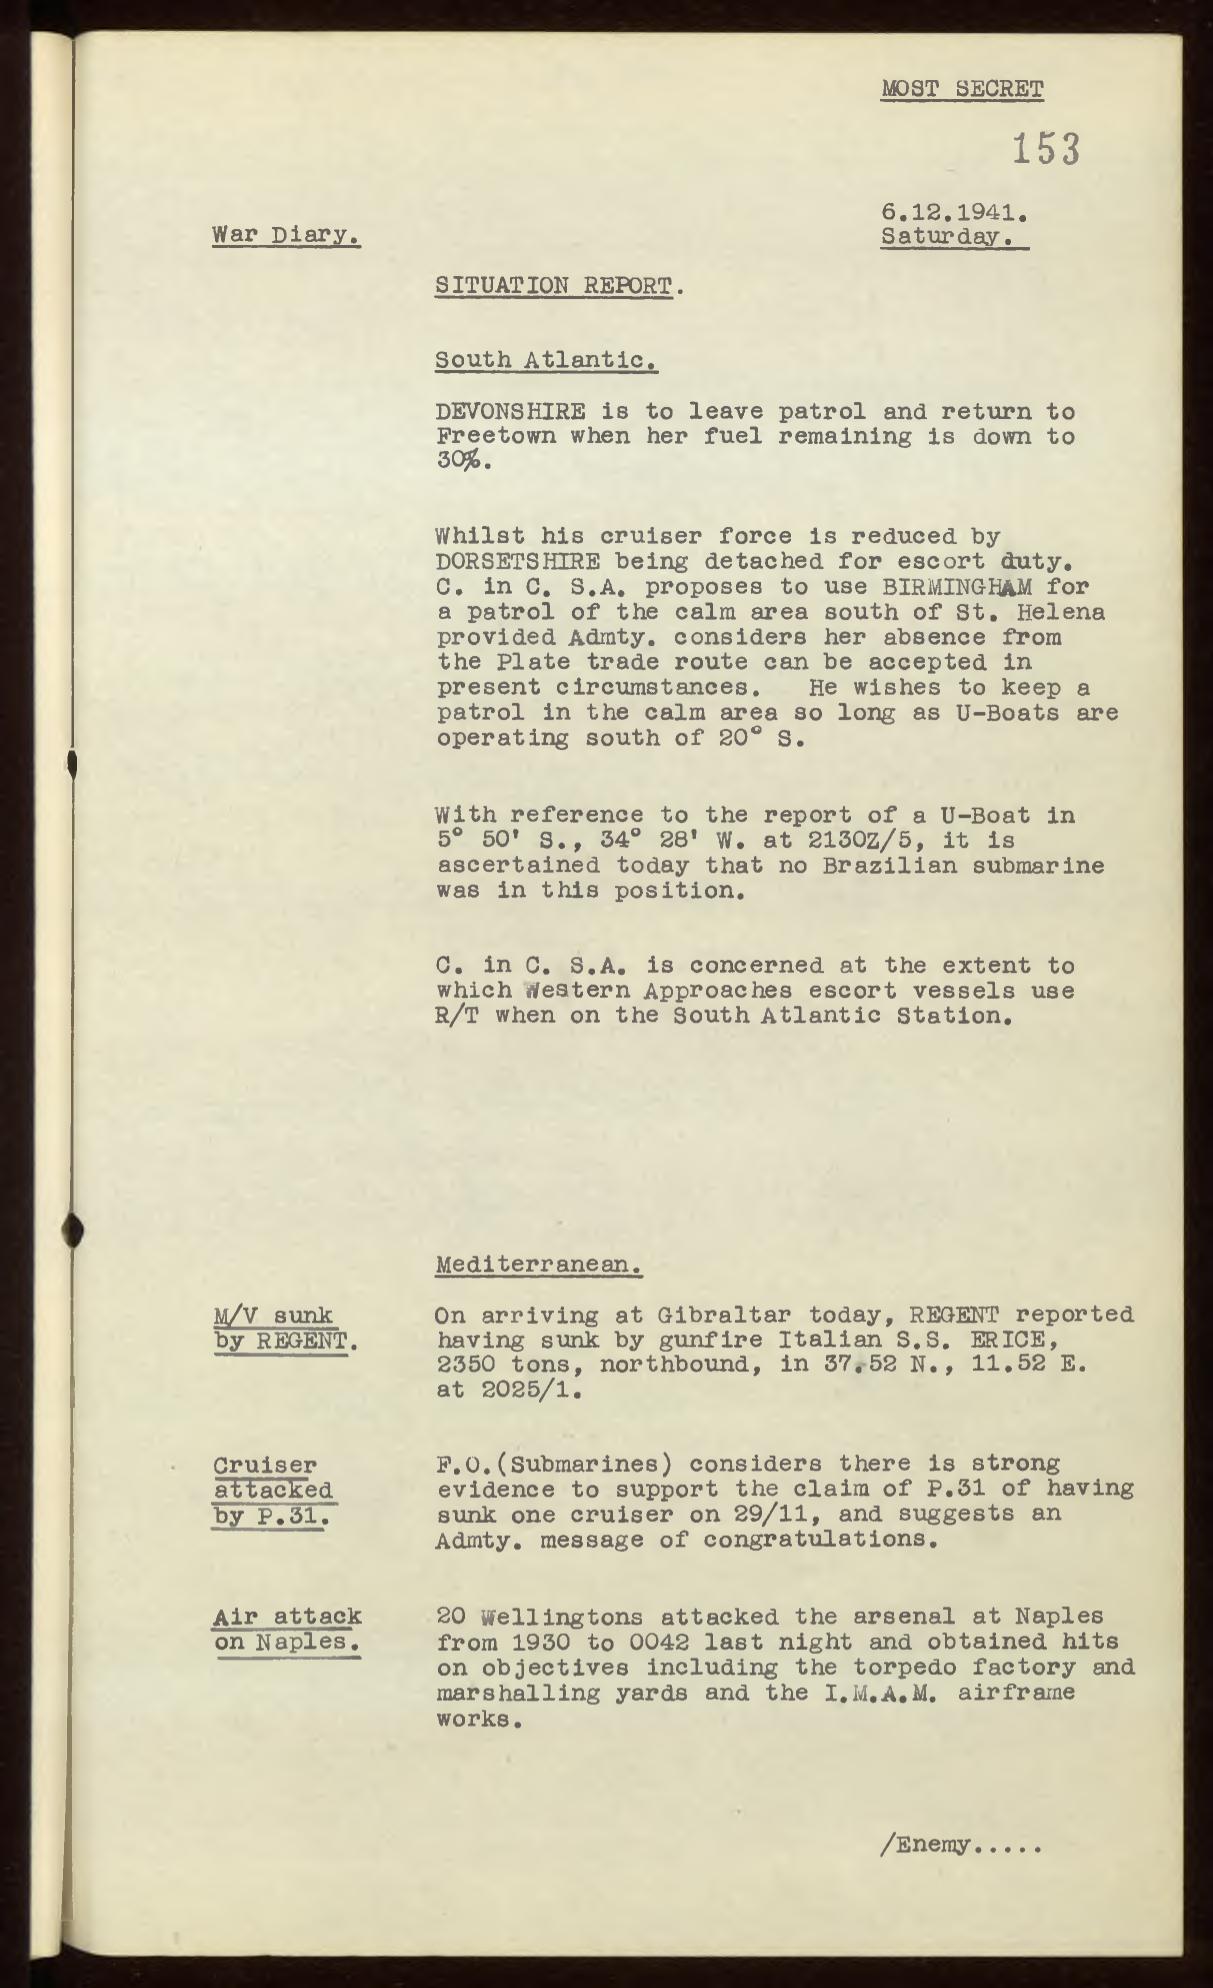 MOST SECRET
153
6.12.1941.
War Diary.
Saturday.
SITUATION REPORT.
South Atlantic.
DEVONSHIRE is to leave patrol and return to
Freetown when her fuel remaining is down to
30%.
Whilst his cruiser force is reduced by
DORSETSHIRE being detached for escort duty.
C. in C. S.A. proposes to use BIRMINGHAM for
a patrol of the calm area south of St. Helena
provided Admty. considers her absence from
the Plate trade route can be accepted in
present circumstances. He wishes to keep a
patrol in the calm area so long as U-Boats are
operating south of 20° S.
With reference to the report of a U-Boat in
5° 50' S., 34° 28' W. at 2130Z/5, it is
ascertained today that no Brazilian submarine
was in this position.
C. in C. S.A. is concerned at the extent to
which Western Approaches escort vessels use
R/T when on the South Atlantic Station.
Mediterranean.
M/V sunk
by REGENT.
On arriving at Gibraltar today, REGENT reported
having sunk by gunfire Italian S.S. ERICE,
2350 tons, northbound, in 37.52 N., 11.52 E.
at 2025/1.
Cruiser
attacked
by P.31.
F.O.(Submarines) considers there is strong
evidence to support the claim of P.31 of having
sunk one cruiser on 29/11, and suggests an
Admty. message of congratulations.
Air attack
on Naples.
20 Wellingtons attacked the arsenal at Naples
from 1930 to 0042 last night and obtained hits
on objectives including the torpedo factory and
marshalling yards and the I.M.A.M. airframe
works.
/Enemy.....